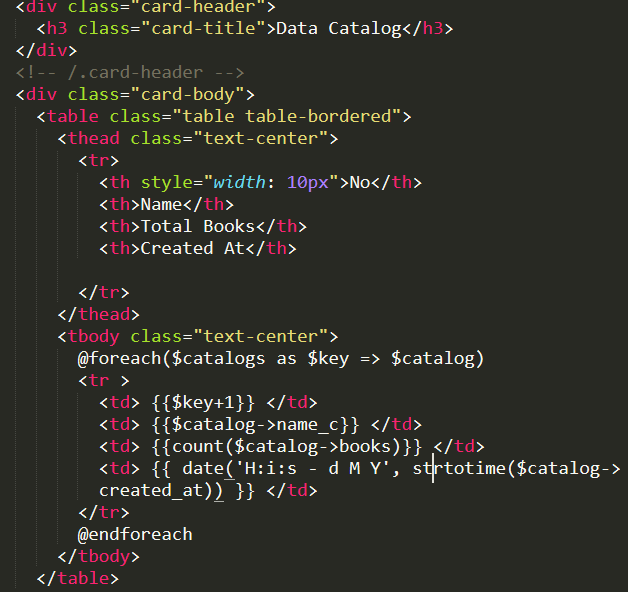 <div class="card-header">
<h3 class="card-title">Data Catalog</h3>
</div>
<!-- /.card-header -->
<div class="card-body">
<table class="table table-bordered">
<thead class="text-center">
<tr>
<th style="width: 10px">No</th>
<th>Name</th>
<th>Total Books</th>
<th>Created At</th>
</tr>
</thead>
<tbody class="text-center">
@foreach($catalogs as $key => $catalog)
<tr >
<td> {{$key+1}} </td>
<td> {{$catalog->name_c}} </td>
<td> {{count($catalog->books)}} </td>
<td> {{ date('H:i:s - d M Y', strtotime($catalog->
created_at)) }} </td>
</tr>
@endforeach
</tbody>
</table>